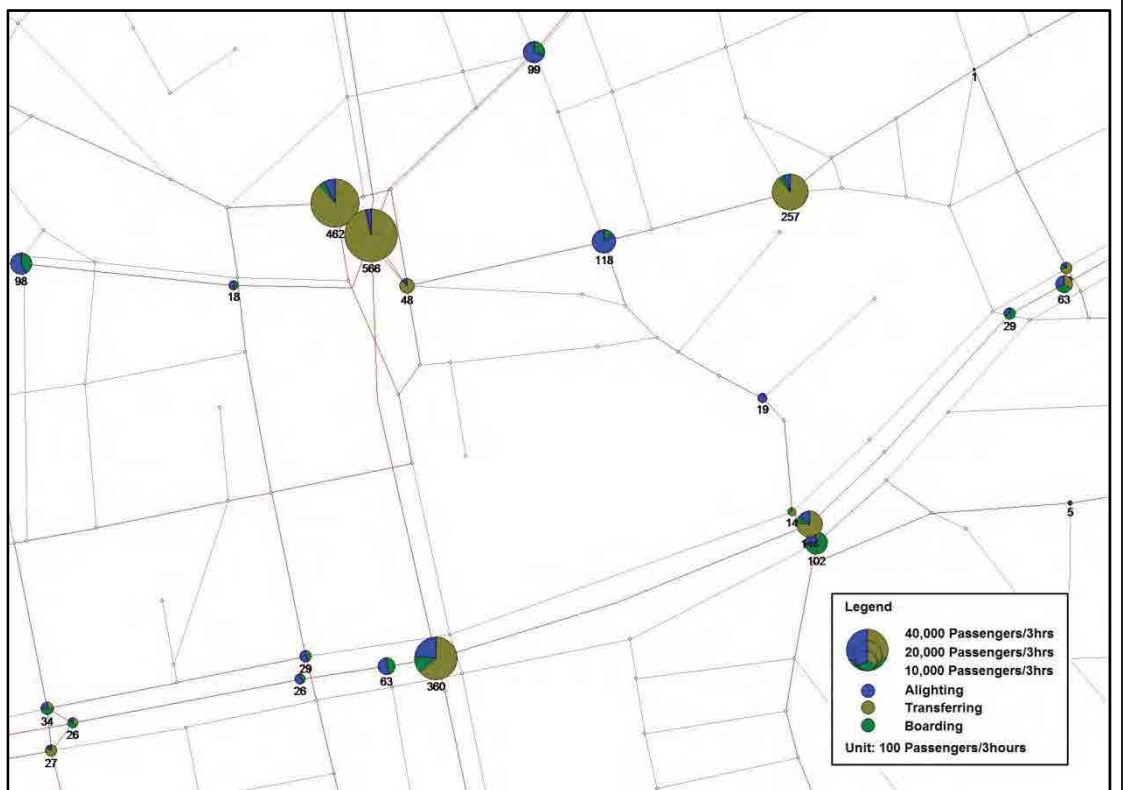 99
1
462
566
257
118
98
18
48
63
29
19
14
102
5
29
26
63
360
34
26
27
Legend
40,000 Passengers/3hrs
20,000 Passengers/3hrs
10,000 Passengers/3hrs
Alighting
Transferring
Boarding
Unit: 100 Passengers/3hours